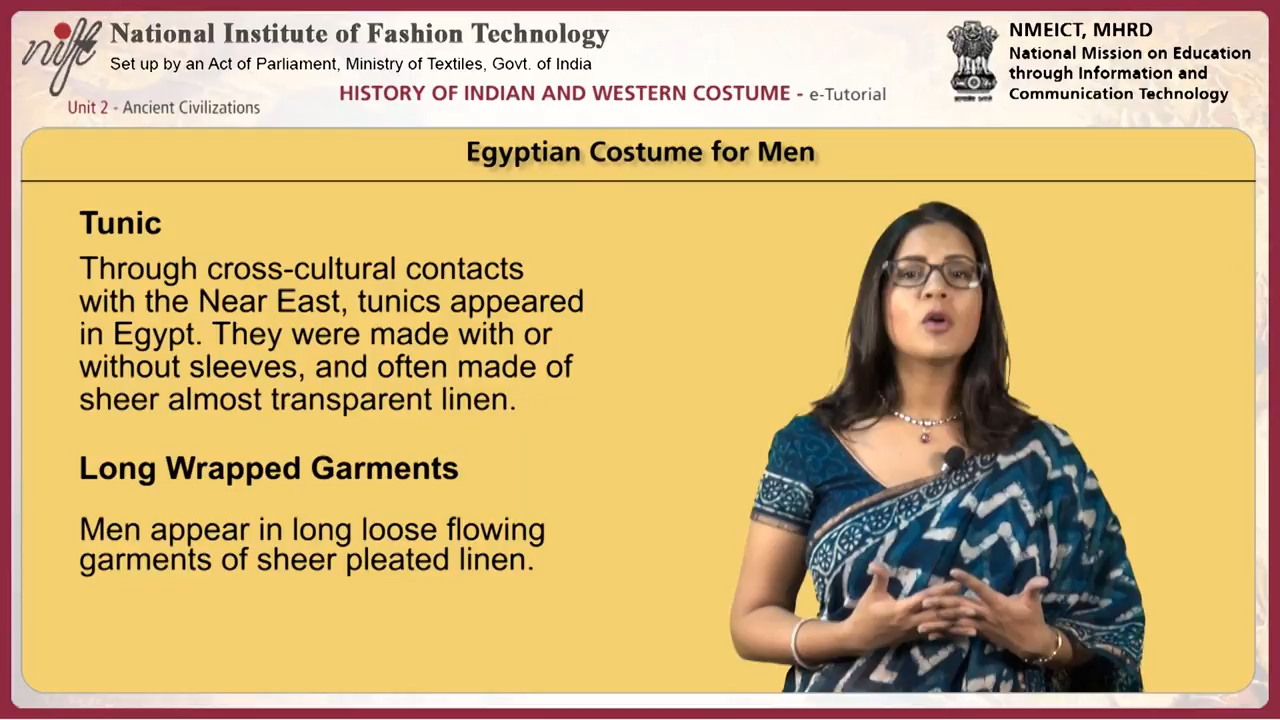 nift
National Institute of Fashion Technology
Set up by an Act of Parliament, Ministry of Textiles, Govt. of India
Unit 2 - Ancient Civilizations
HISTORY OF INDIAN AND WESTERN COSTUME - e-Tutorial
NMEICT, MHRD
National Mission on Education
through Information and
Communication Technology
Egyptian Costume for Men
Tunic
Through cross-cultural contacts
with the Near East, tunics appeared
in Egypt. They were made with or
without sleeves, and often made of
sheer almost transparent linen.
Long Wrapped Garments
Men appear in long loose flowing
garments of sheer pleated linen.